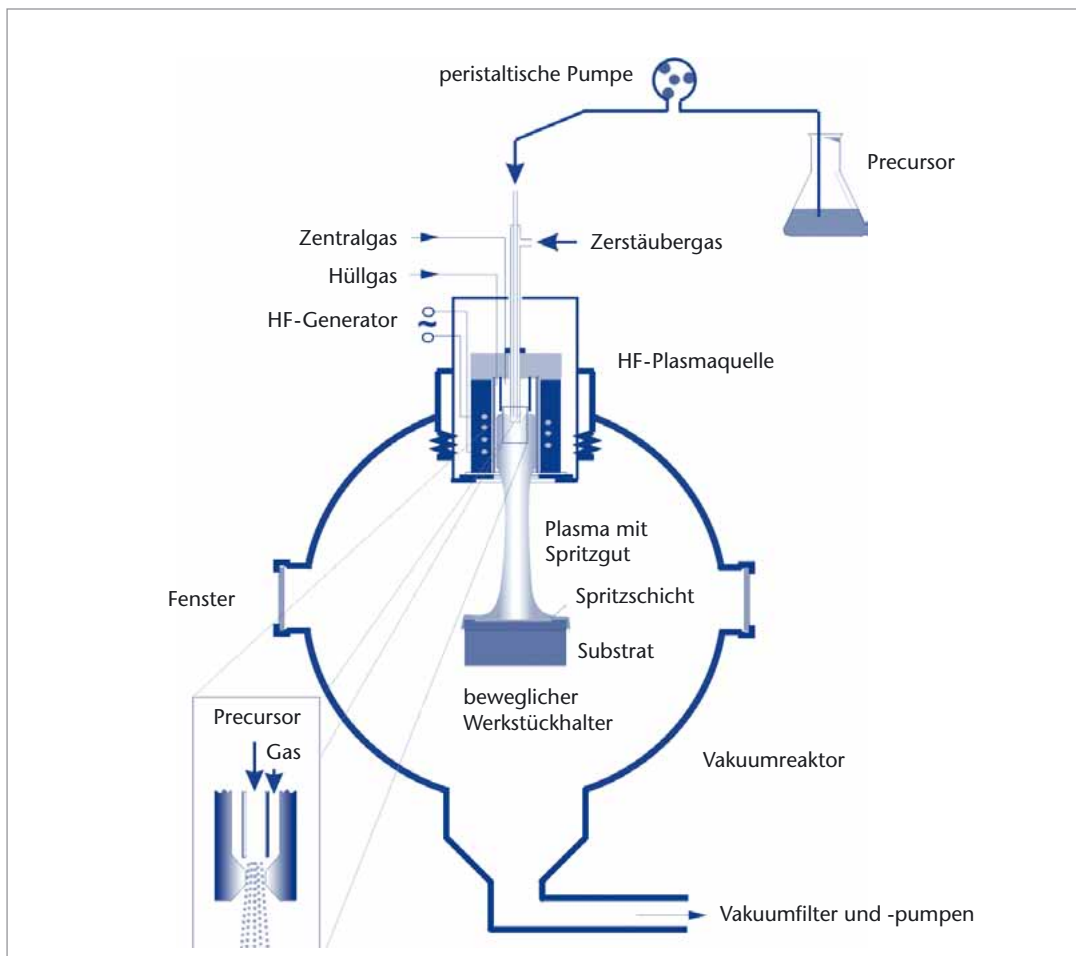 peristaltische Pumpe
Precursor
Zentralgas
Zerstäubergas
Hüllgas
HF-Generator
~
HF-Plasmaquelle
Plasma mit
Spritzgut
Fenster
Spritzschicht
Substrat
beweglicher
Werkstückhalter
Precursor
Gas
Vakuumreaktor
Vakuumfilter und -pumpen